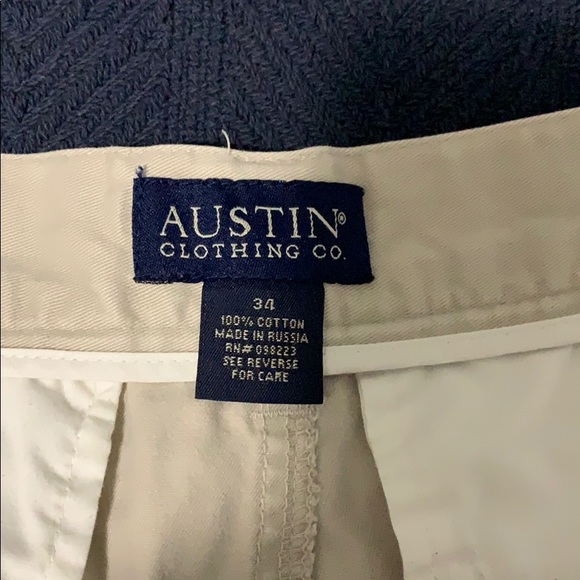 AUSTIN®
CLOTHING CO.
34
100% COTTON
MADE IN RUSSIA
RN# 098223
SEE REVERSE
FOR CARE